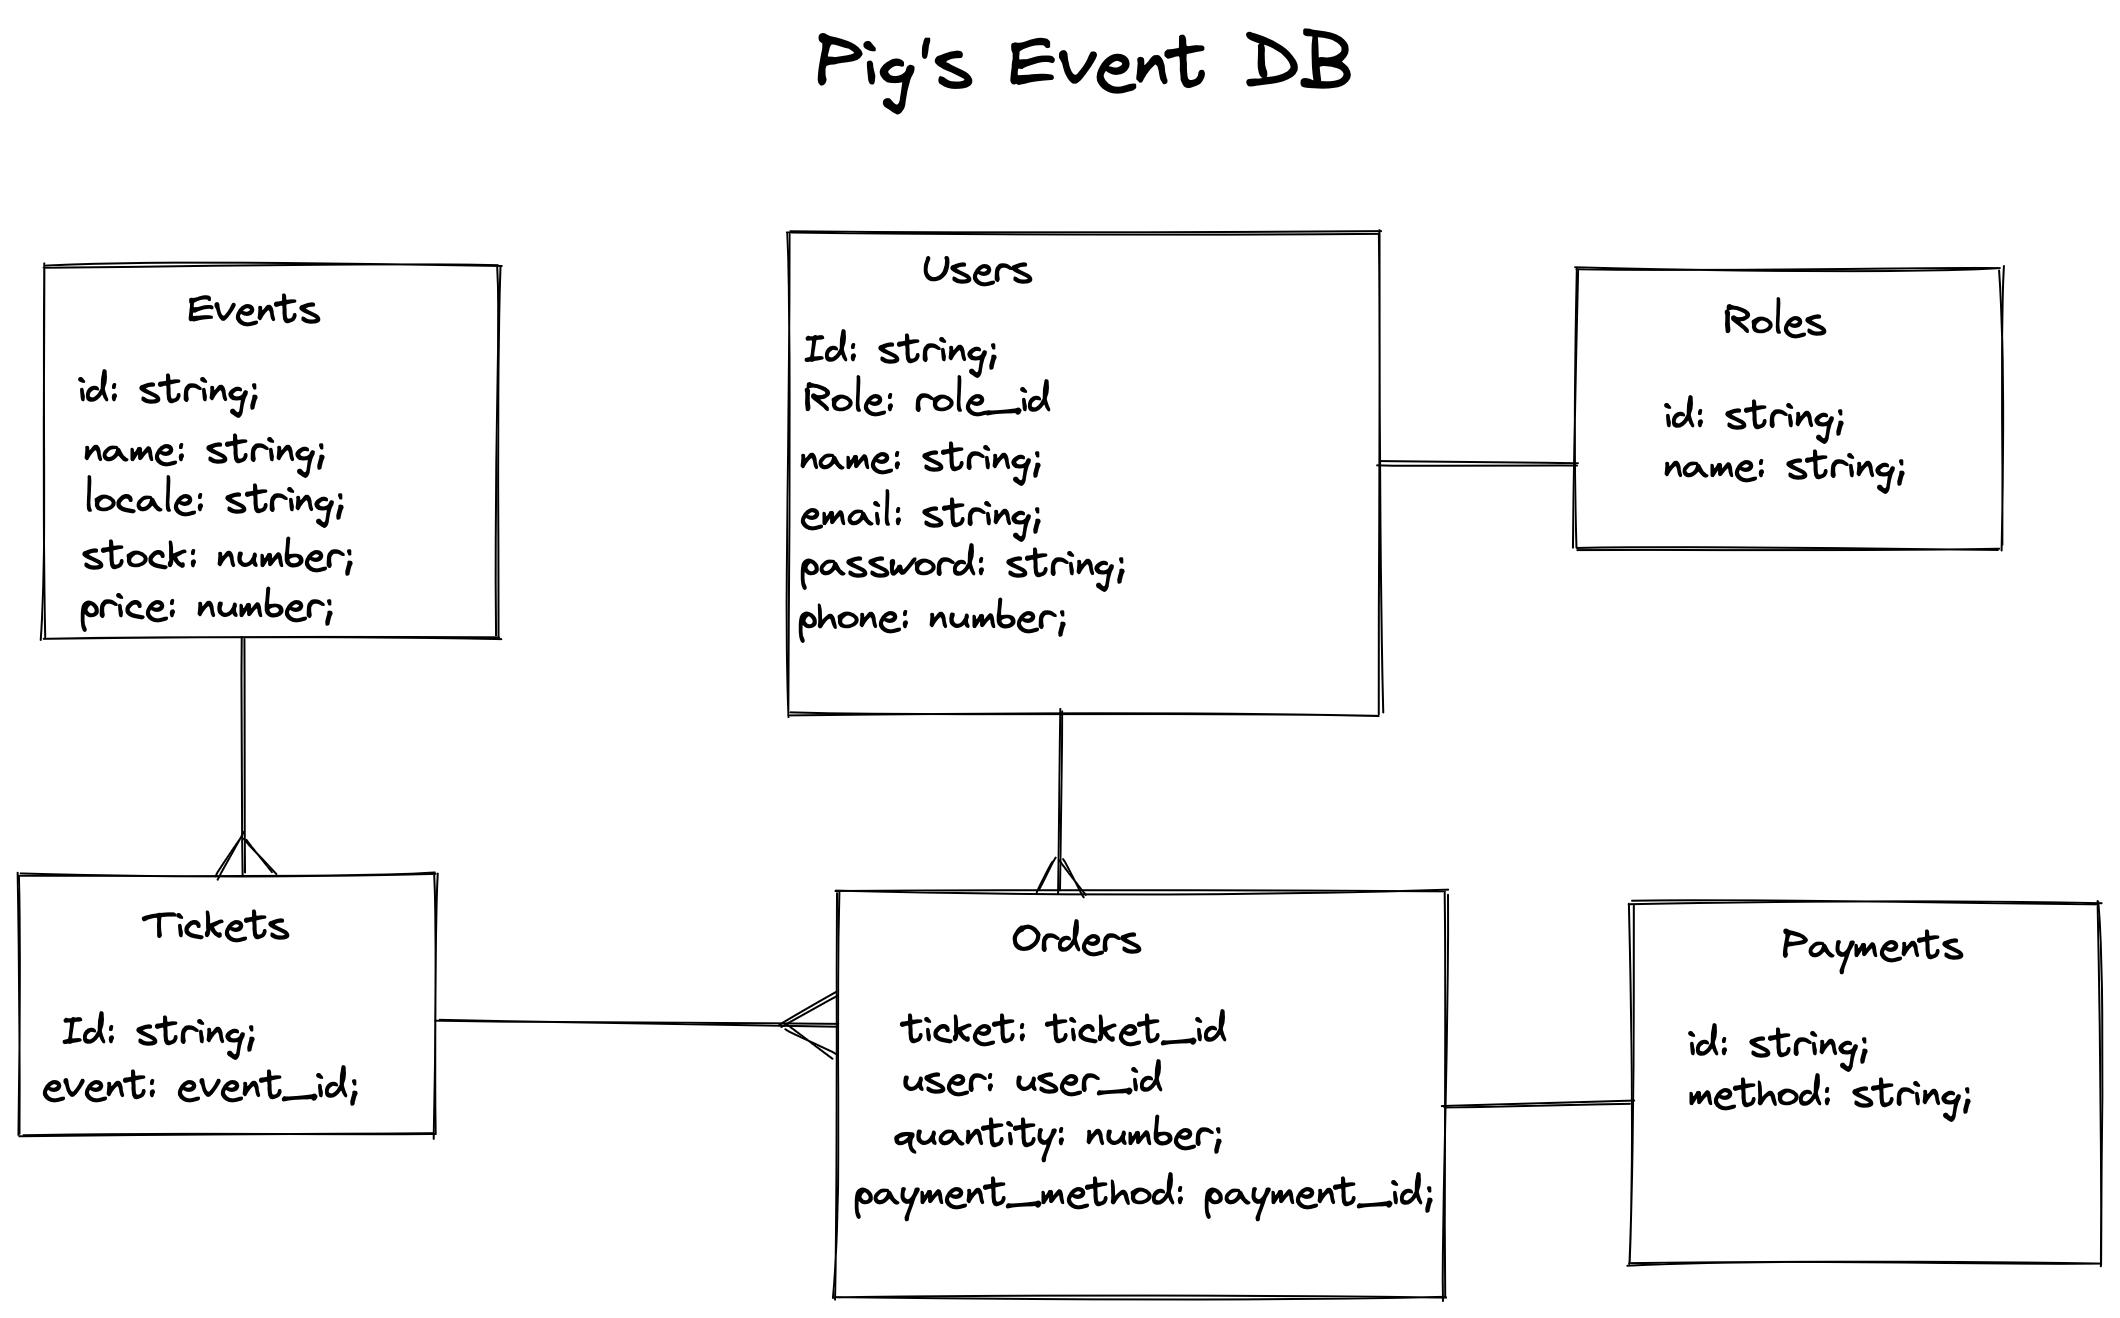 Pig's Event DB
Events
id: string;
name: string;
locale: string;
stock: number;
price: number;
Users
Id: string;
Role: role_id
name: string;
email: string;
password: string;
phone: number;
Roles
id: string;
name: string;
Tickets
Id: string;
event: event_id;
Orders
ticket: ticket_id
user: user_id
quantity: number;
payment_method: payment_id;
Payments
id: string;
method: string;